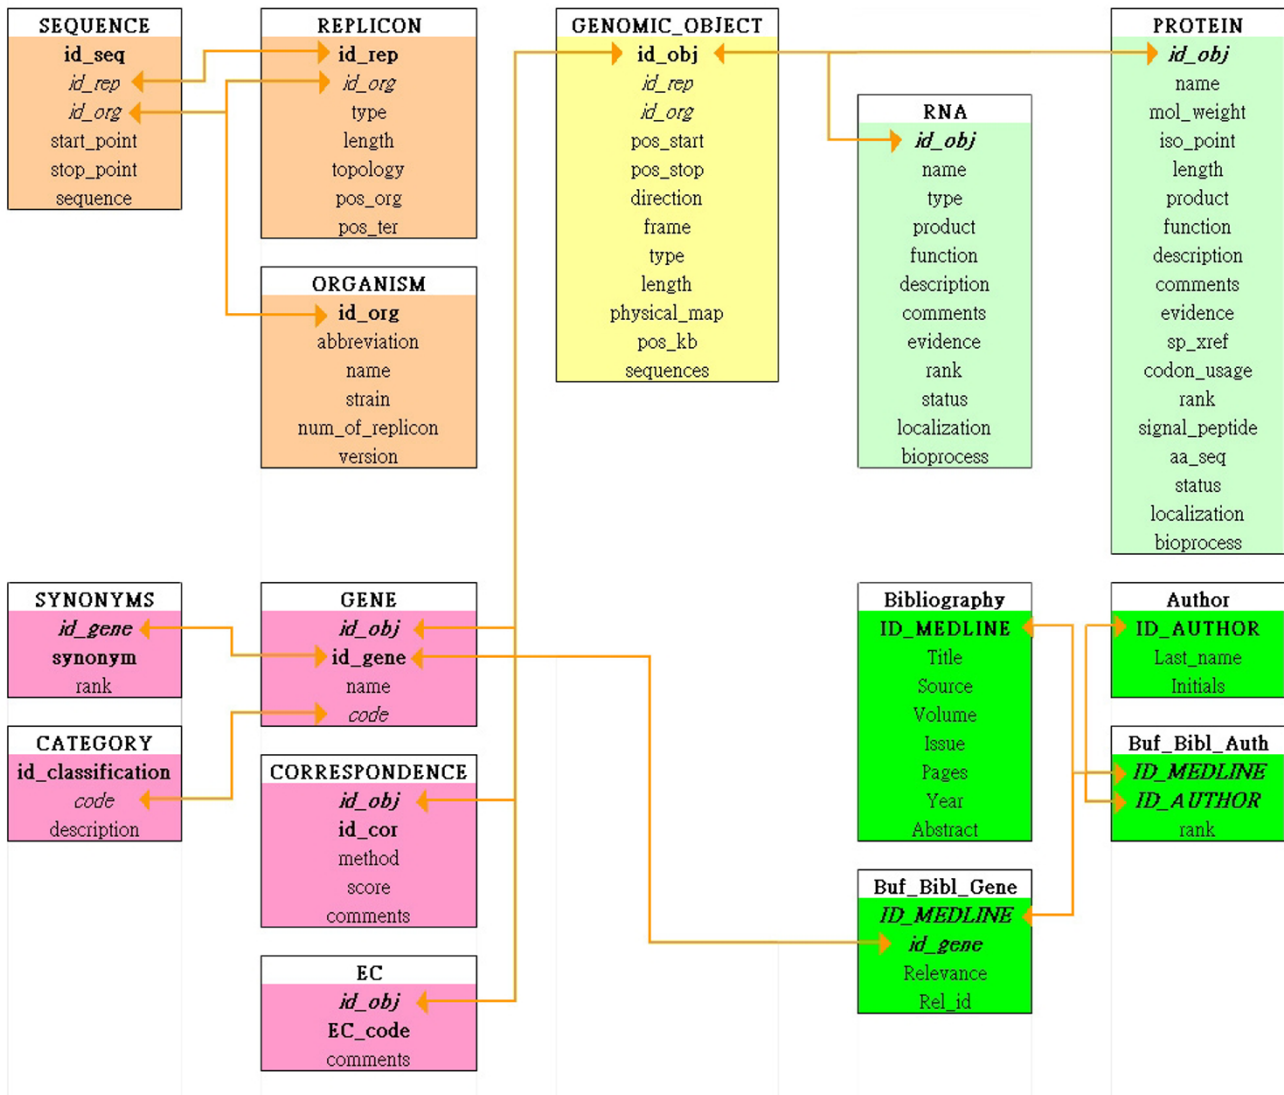 SEQUENCE
id_seq
id_rep
id_org
start_point
stop_point
sequence
REPLICON
id_rep
id_org
type
length
topology
pos_org
pos_ter
ORGANISM
id_org
abbreviation
name
strain
num_of_replicon
version
GENOMIC_OBJECT
id_obj
id_rep
id_org
pos_start
pos_stop
direction
frame
type
length
physical_map
pos_kb
sequences
RNA
id_obj
name
type
product
function
description
comments
evidence
rank
status
localization
bioprocess
PROTEIN
id_obj
name
mol_weight
iso_point
length
product
function
description
comments
evidence
sp_xref
codon_usage
rank
signal_peptide
aa_seq
status
localization
bioprocess
SYNONYMS
id_gene
synonym
rank
CATEGORY
id_classification
code
description
GENE
id_obj
id_gene
name
code
CORRESPONDENCE
id_obj
id_cor
method
score
comments
EC
id_obj
EC_code
comments
Bibliography
ID_MEDLINE
Title
Source
Volume
Issue
Pages
Year
Abstract
Buf_Bibl_Gene
ID_MEDLINE
id_gene
Relevance
Rel_id
Author
ID_AUTHOR
Last_name
Initials
Buf_Bibl_Auth
ID_MEDLINE
ID_AUTHOR
rank